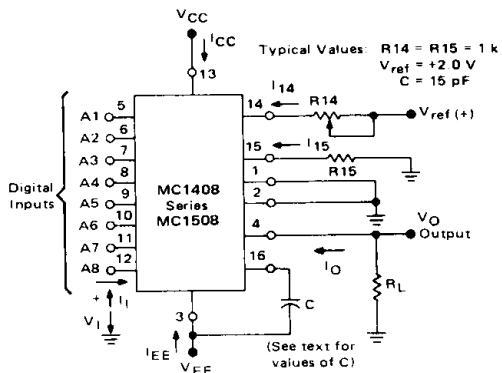 VCC
ICC
Typical Values: R14 = R15 = 1 k
Vref = +2.0 V
C = 15 pF
13
A1 5
A2 6
A3 7
A4 8
A5 9
A6 10
A7 11
A8 12
Digital
Inputs
MC1408
Series
MC1508
14
I14
R14
Vref (+)
15
I15
R15
1
2
4
VO
Output
IO
16
RL
C
+
II
VI
3
IEE
VEE
(See text for
values of C)